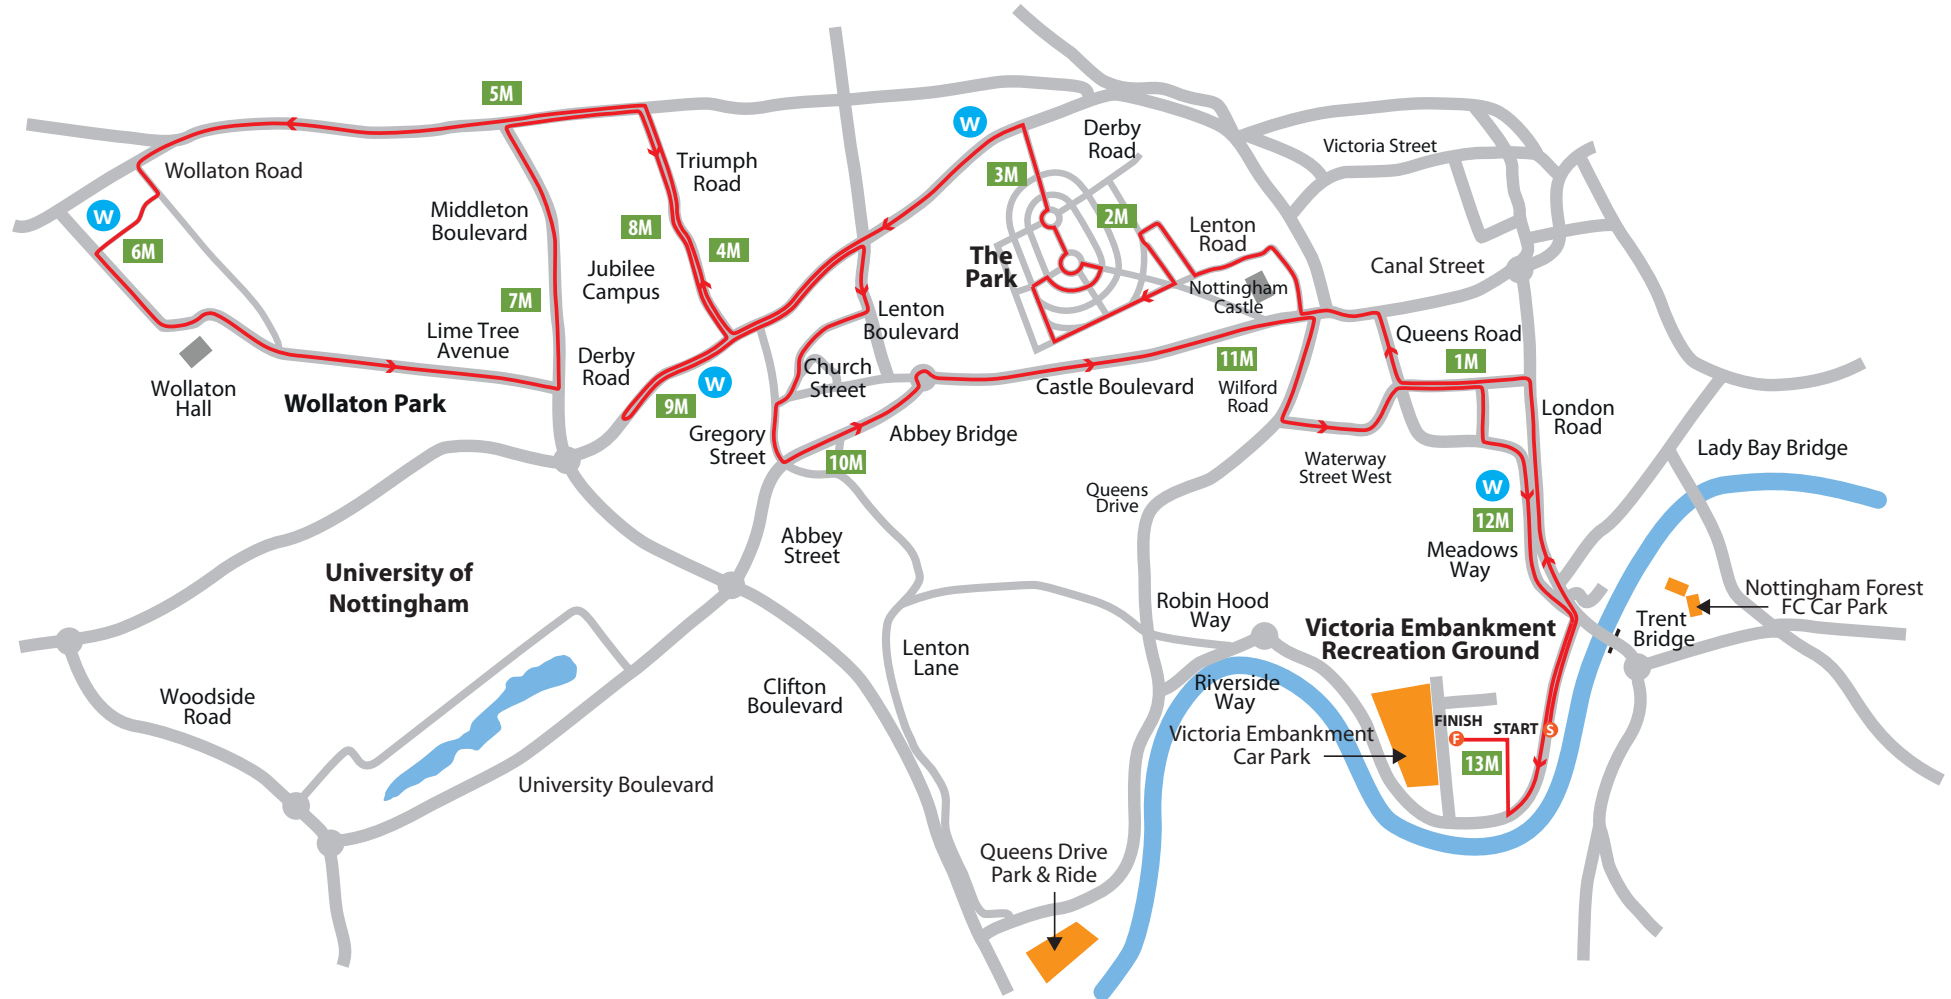 5M
W
Derby
Road
Victoria Street
Wollaton Road
Triumph
Road
3M
W
Middleton
Boulevard
8M
2M
Lenton
Road
6M
4M
The
Park
Canal Street
Jubilee
Campus
Nottingham
Castle
7M
Lenton
Boulevard
Lime Tree
Avenue
Queens Road
1M
Derby
Road
Church
Street
11M
Castle Boulevard
Wilford
Road
Wollaton
Hall
Wollaton Park
W
9M
London
Road
Gregory
Street
Abbey Bridge
10M
Lady Bay Bridge
Waterway
Street West
W
12M
Queens
Drive
Abbey
Street
Meadows
Way
University of
Nottingham
Nottingham Forest
FC Car Park
Robin Hood
Way
Victoria Embankment
Recreation Ground
Trent
Bridge
Lenton
Lane
Woodside
Road
Clifton
Boulevard
Riverside
Way
FINISH
F
START
S
Victoria Embankment
Car Park
13M
University Boulevard
Queens Drive
Park & Ride